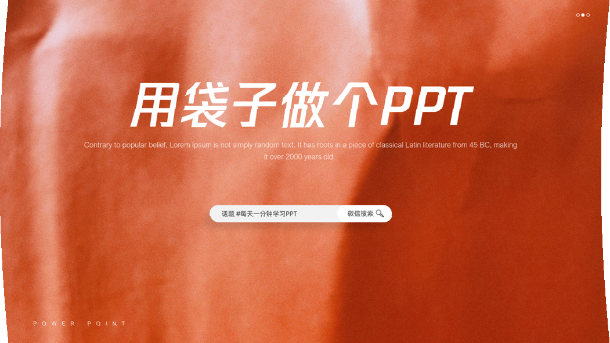 用袋子做个PPT
Contrary to popular belief, Lorem Ipsum is not simply random text. It has roots in a piece of classical Latin literature from 45 BC, making
it over 2000 years old.
话题 #每天一分钟学习PPT
微信搜索
POWER POINT